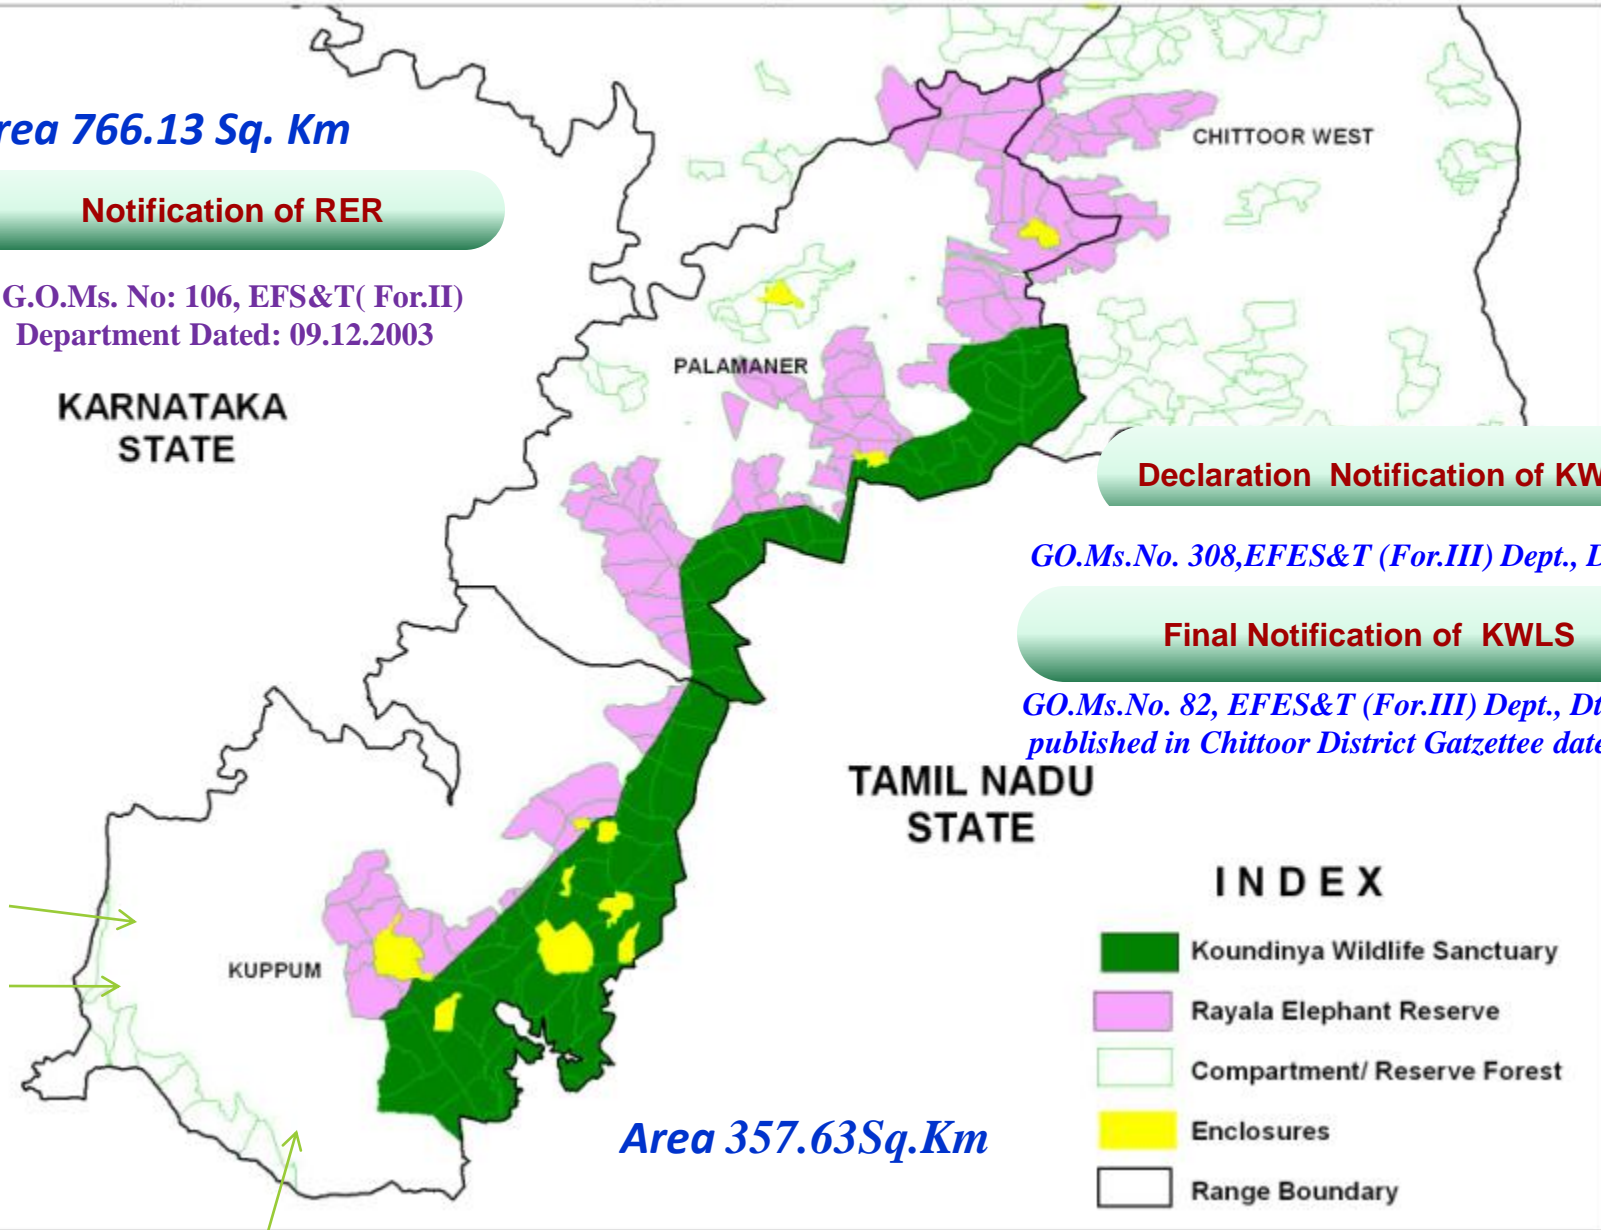 rea 766.13 Sq. Km
Notification of RER
G.O.Ms. No: 106, EFS&T( For.II)
Department Dated: 09.12.2003
KARNATAKA
STATE
CHITTOOR WEST
PALAMANER
Declaration Notification of KW
GO.Ms.No. 308,EFES&T (For.III) Dept., D
Final Notification of KWLS
GO.Ms.No. 82, EFES&T (For.III) Dept., Dt
published in Chittoor District Gatzettee date
TAMIL NADU
STATE
KUPPUM
Area 357.63Sq.Km
INDEX
Koundinya Wildlife Sanctuary
Rayala Elephant Reserve
Compartment/ Reserve Forest
Enclosures
Range Boundary